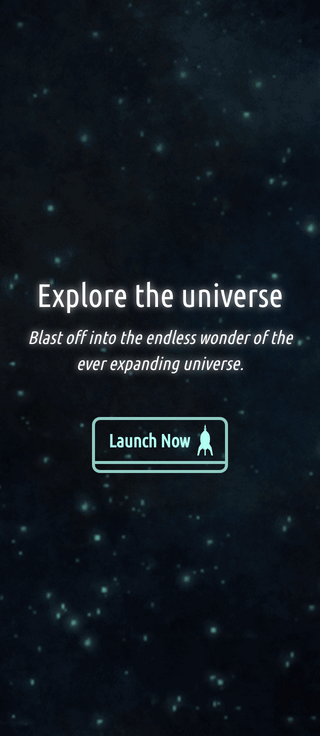 Explore the universe
Blast off into the endless wonder of the
ever expanding universe.
Launch Now